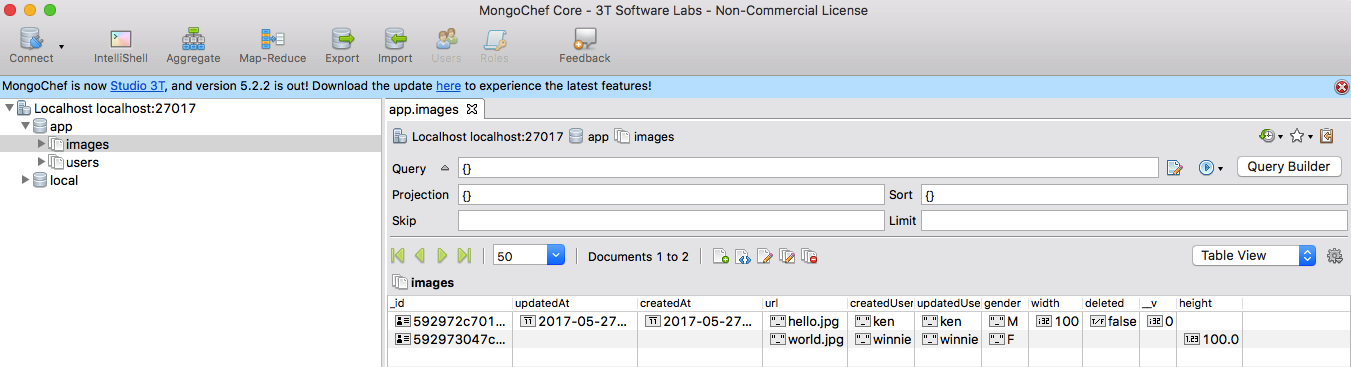 MongoChef Core - 3T Software Labs - Non-Commercial License
Connect IntelliShell Aggregate Map-Reduce Export Import Users Roles Feedback
MongoChef is now Studio 3T, and version 5.2.2 is out! Download the update here to experience the latest features!
Localhost localhost:27017
app
images
users
local
app.images
Localhost localhost:27017 app images
Query {} Query Builder
Projection {} Sort {}
Skip Limit
50 Documents 1 to 2 Table View
images
_id updatedAt createdAt url createdUser updatedUse gender width deleted __v height
592972c701... 2017-05-27... 2017-05-27... "_" hello.jpg "_" ken "_" ken "_" M i32 100 T/F false i32 0
592973047c... "_" world.jpg "_" winnie "_" winnie "_" F 1.23 100.0